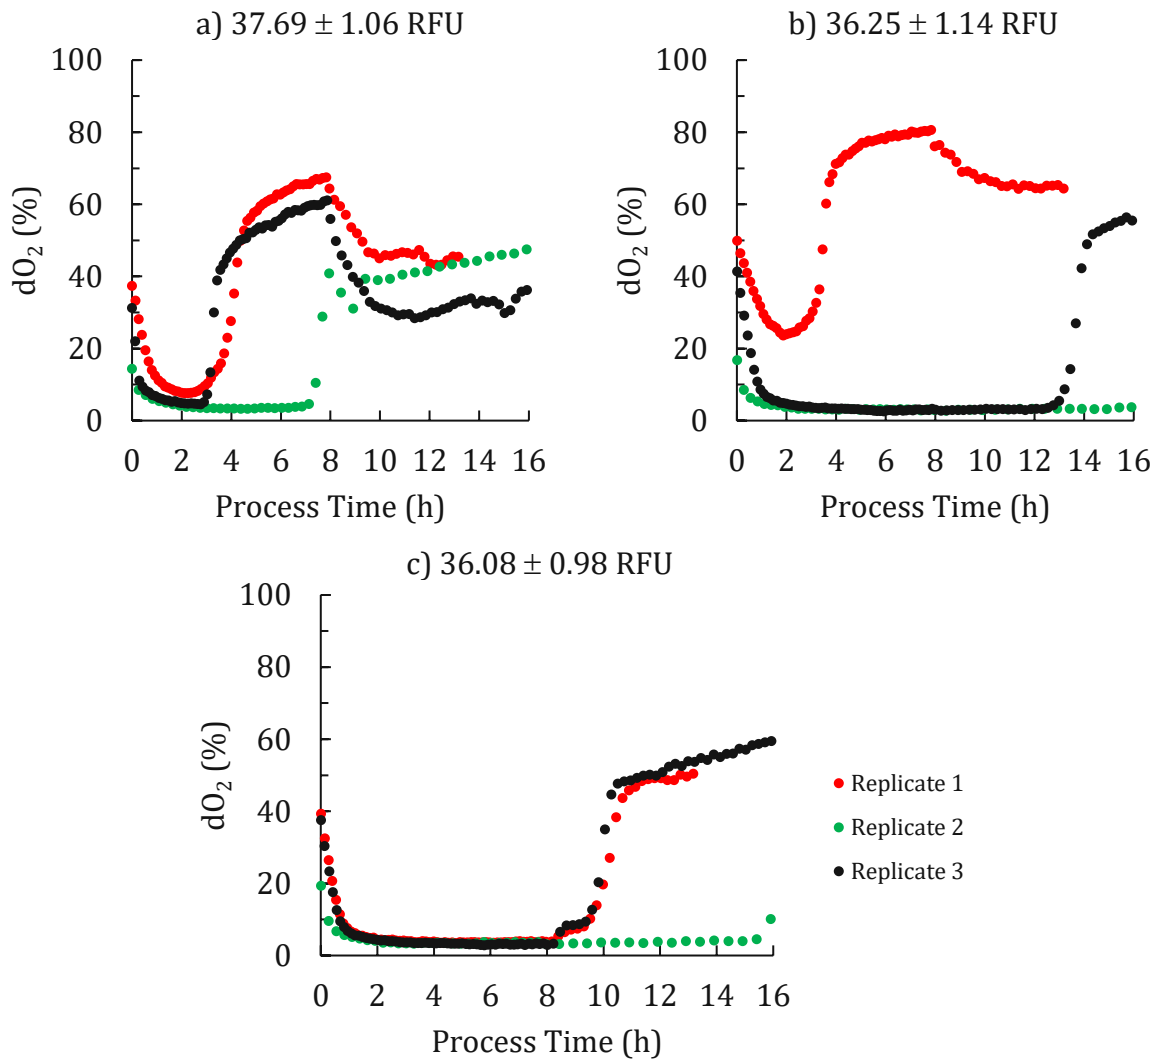 a) 37.69 ± 1.06 RFU
100
80
60
40
20
0
dO₂ (%)
0 2 4 6 8 10 12 14 16
Process Time (h)
b) 36.25 ± 1.14 RFU
100
80
60
40
20
0
dO₂ (%)
0 2 4 6 8 10 12 14 16
Process Time (h)
c) 36.08 ± 0.98 RFU
100
80
60
40
20
0
dO₂ (%)
0 2 4 6 8 10 12 14 16
Process Time (h)
Replicate 1
Replicate 2
Replicate 3